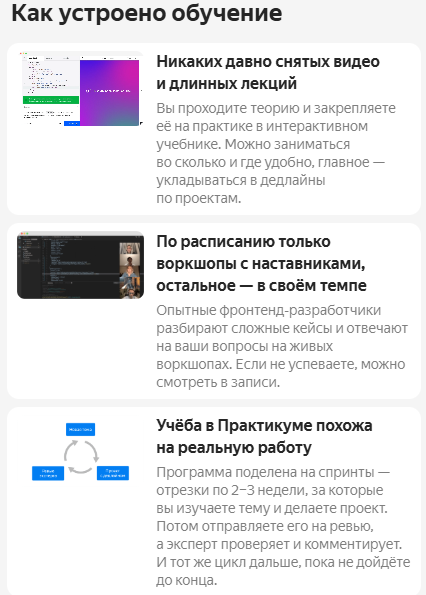 Как устроено обучение
Никаких давно снятых видео
и длинных лекций
Вы проходите теорию и закрепляете
её на практике в интерактивном
учебнике. Можно заниматься
во сколько и где удобно, главное —
укладываться в дедлайны
по проектам.
По расписанию только
воркшопы с наставниками,
остальное — в своём темпе
Опытные фронтенд-разработчики
разбирают сложные кейсы и отвечают
на ваши вопросы на живых
воркшопах. Если не успеваете, можно
смотреть в записи.
Учёба в Практикуме похожа
на реальную работу
Программа поделена на спринты —
отрезки по 2–3 недели, за которые
вы изучаете тему и делаете проект.
Потом отправляете его на ревью,
а эксперт проверяет и комментирует.
И тот же цикл дальше, пока не дойдёте
до конца.